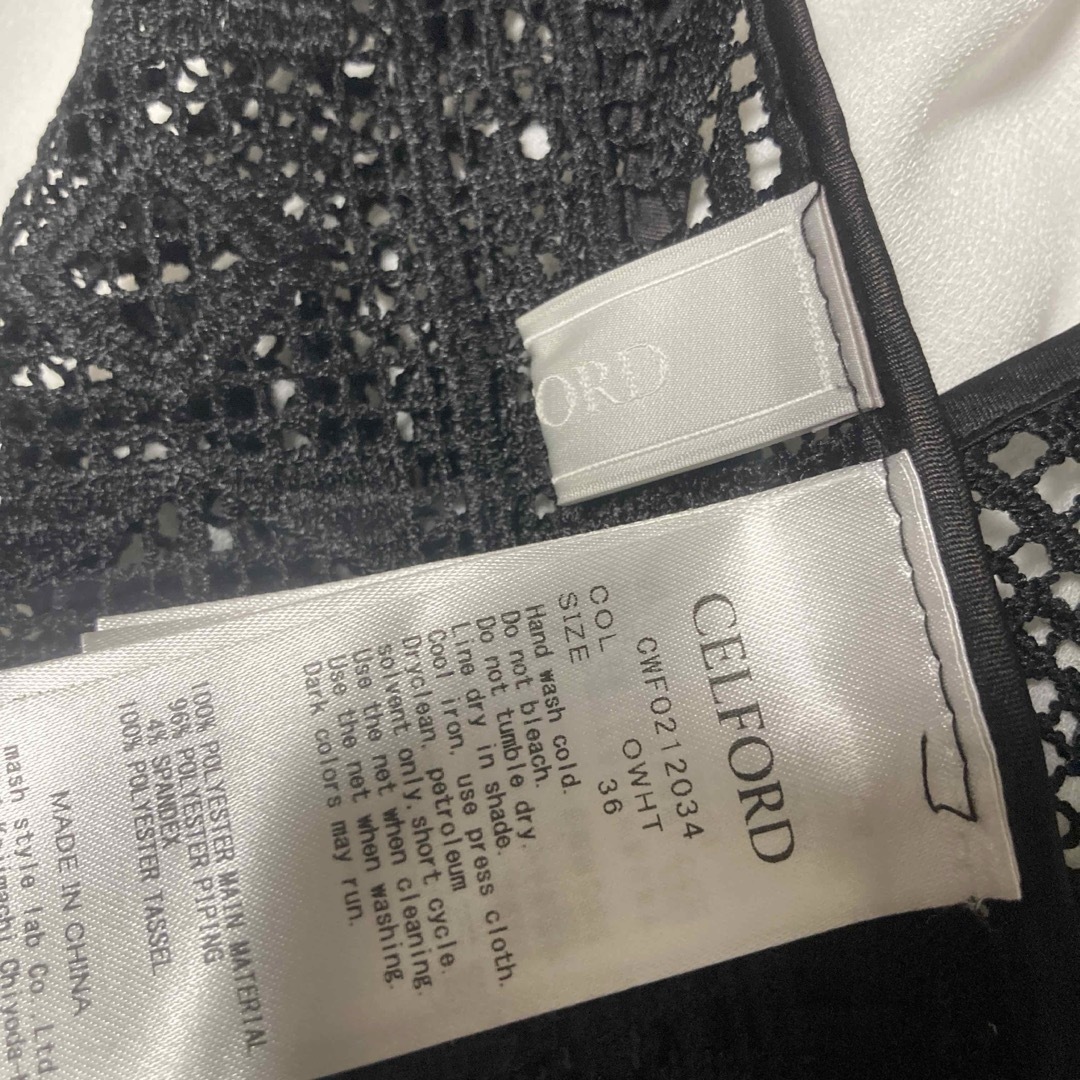 ORD
CELFORD
CWF0212034
COL OWHT
SIZE 36
Hand wash cold.
Do not bleach.
Do not tumble dry.
Line dry in shade.
Cool iron, use press cloth.
Dryclean, petroleum
solvent only,short cycle.
Use the net when cleaning.
Use the net when washing.
Dark colors may run.
100% POLYESTER MAIN MATERIAL
96% POLYESTER PIPING
4% SPANDEX
100% POLYESTER TASSEL
MADE IN CHINA
mash style lab Co. Ltd
Chiyoda-